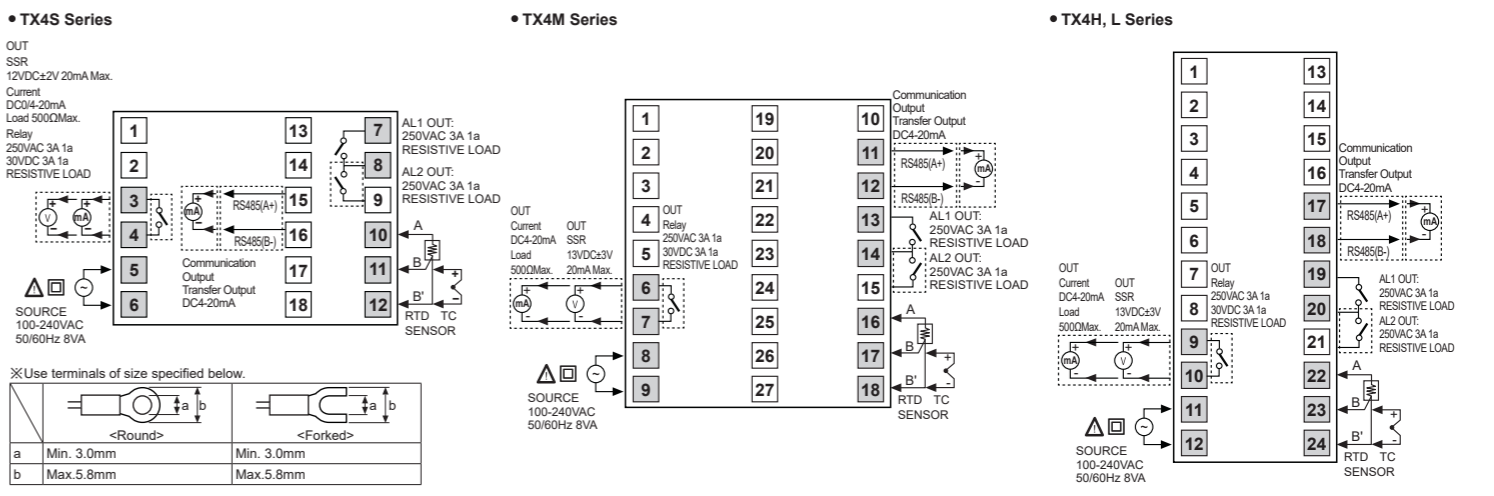 • TX4S Series
OUT
SSR
12VDC±2V 20mA Max.
Current
DC0/4-20mA
Load 500ΩMax.
Relay
250VAC 3A 1a
30VDC 3A 1a
RESISTIVE LOAD
1
2
3
4
5
6
13
14
15
16
17
18
7
8
9
10
11
12
+
V
-
+
mA
-
+
mA
-
RS485(A+)
RS485(B-)
Communication
Output
Transfer Output
DC4-20mA
AL1 OUT:
250VAC 3A 1a
RESISTIVE LOAD
AL2 OUT:
250VAC 3A 1a
RESISTIVE LOAD
A
B
B'
+
-
RTD TC
SENSOR
SOURCE
100-240VAC
50/60Hz 8VA
※Use terminals of size specified below.
a b
a b
<Round> <Forked>
a Min. 3.0mm Min. 3.0mm
b Max.5.8mm Max.5.8mm
• TX4M Series
1
2
3
4
5
6
7
8
9
19
20
21
22
23
24
25
26
27
10
11
12
13
14
15
16
17
18
OUT
Current
DC4-20mA
Load
500ΩMax.
OUT
SSR
13VDC±3V
20mA Max.
OUT
Relay
250VAC 3A 1a
30VDC 3A 1a
RESISTIVE LOAD
+
mA
-
+
V
-
SOURCE
100-240VAC
50/60Hz 8VA
Communication
Output
Transfer Output
DC4-20mA
RS485(A+)
RS485(B-)
+
mA
-
AL1 OUT:
250VAC 3A 1a
RESISTIVE LOAD
AL2 OUT:
250VAC 3A 1a
RESISTIVE LOAD
A
B
B'
+
-
RTD TC
SENSOR
• TX4H, L Series
1
2
3
4
5
6
7
8
9
10
11
12
13
14
15
16
17
18
19
20
21
22
23
24
OUT
Current
DC4-20mA
Load
500ΩMax.
OUT
SSR
13VDC±3V
20mA Max.
OUT
Relay
250VAC 3A 1a
30VDC 3A 1a
RESISTIVE LOAD
+
mA
-
+
V
-
SOURCE
100-240VAC
50/60Hz 8VA
Communication
Output
Transfer Output
DC4-20mA
RS485(A+)
RS485(B-)
+
mA
-
AL1 OUT:
250VAC 3A 1a
RESISTIVE LOAD
AL2 OUT:
250VAC 3A 1a
RESISTIVE LOAD
A
B
B'
+
-
RTD TC
SENSOR